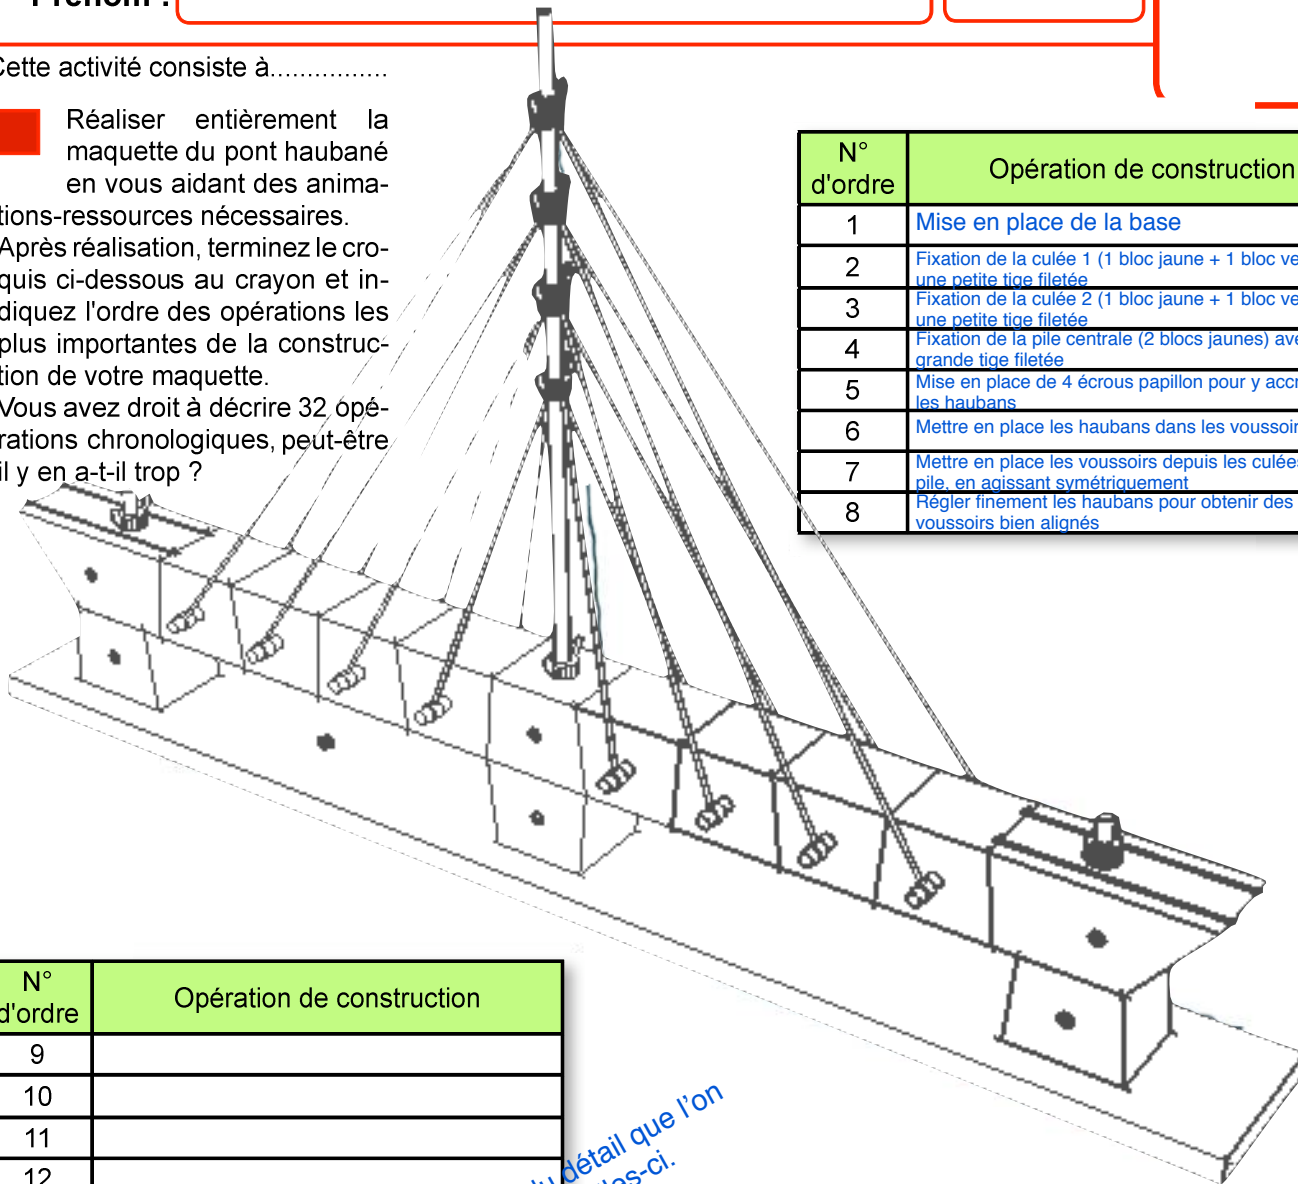 Prénom :
Cette activité consiste à................
Réaliser entièrement la
maquette du pont haubané
en vous aidant des anima-
tions-ressources nécessaires.
Après réalisation, terminez le cro-
quis ci-dessous au crayon et in-
diquez l'ordre des opérations les
plus importantes de la construc-
tion de votre maquette.
Vous avez droit à décrire 32 opé-
rations chronologiques, peut-être
il y en a-t-il trop ?
N° d'ordre Opération de construction
1 Mise en place de la base
2 Fixation de la culée 1 (1 bloc jaune + 1 bloc ve
une petite tige filetée
3 Fixation de la culée 2 (1 bloc jaune + 1 bloc ve
une petite tige filetée
4 Fixation de la pile centrale (2 blocs jaunes) ave
grande tige filetée
5 Mise en place de 4 écrous papillon pour y accr
les haubans
6 Mettre en place les haubans dans les voussoir
7 Mettre en place les voussoirs depuis les culées
pile, en agissant symétriquement
8 Régler finement les haubans pour obtenir des
voussoirs bien alignés
N° d'ordre Opération de construction
9
10
11
12
du détail que l'on
es-ci.